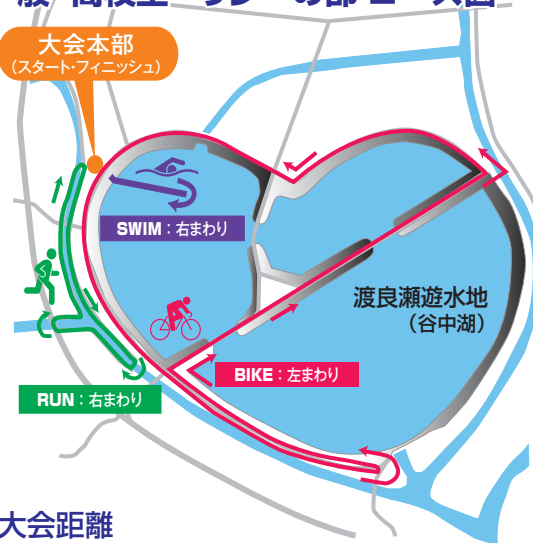 大会本部
(スタート・フィニッシュ)
SWIM：右まわり
渡良瀬遊水地
(谷中湖)
BIKE：左まわり
RUN：右まわり
大会距離